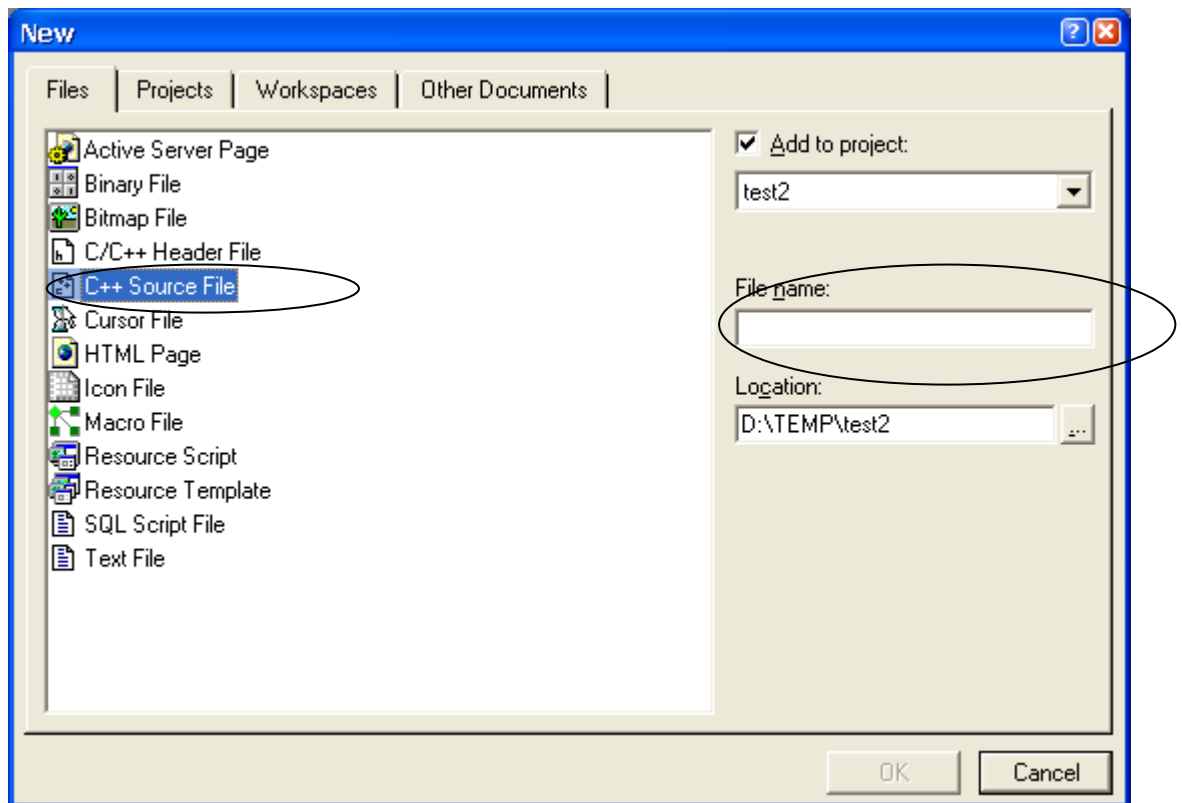 New
Files Projects Workspaces Other Documents
Active Server Page
Binary File
Bitmap File
C/C++ Header File
C++ Source File
Cursor File
HTML Page
Icon File
Macro File
Resource Script
Resource Template
SQL Script File
Text File
Add to project:
test2
File name:
Location:
D:\TEMP\test2
...
OK Cancel